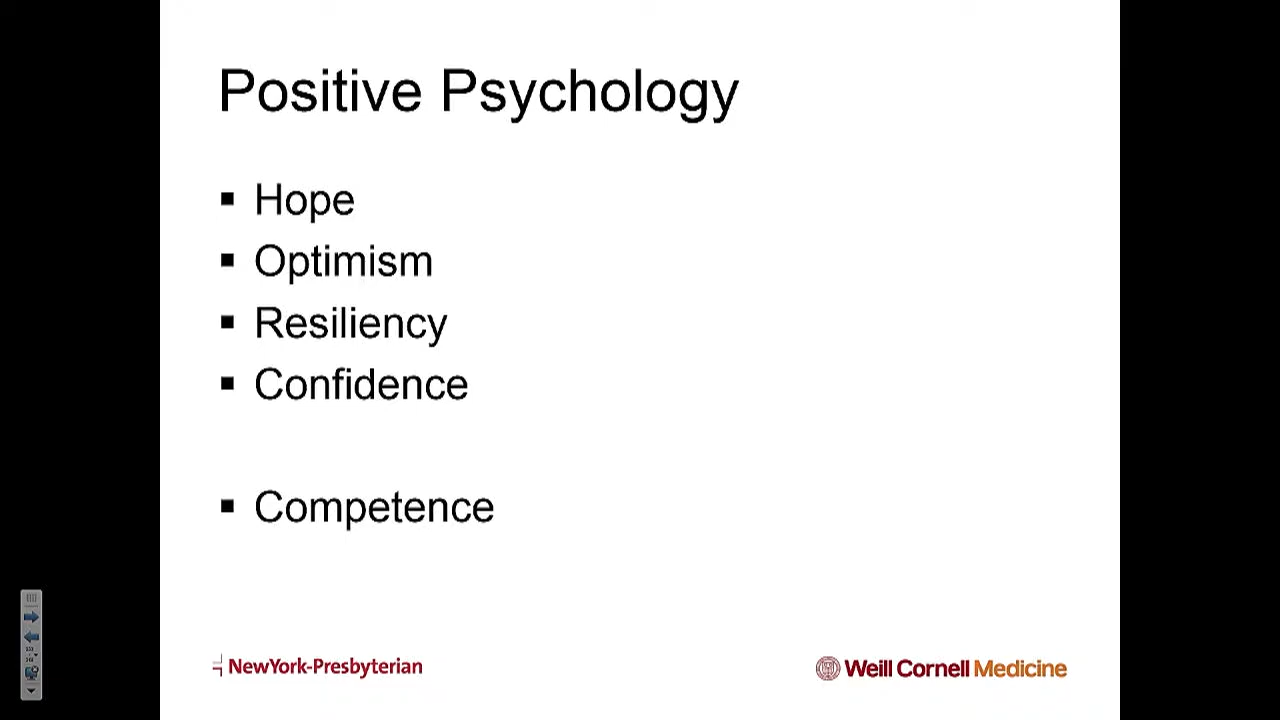 Positive Psychology
▪ Hope
▪ Optimism
▪ Resiliency
▪ Confidence
▪ Competence
NewYork-Presbyterian
Weill Cornell Medicine